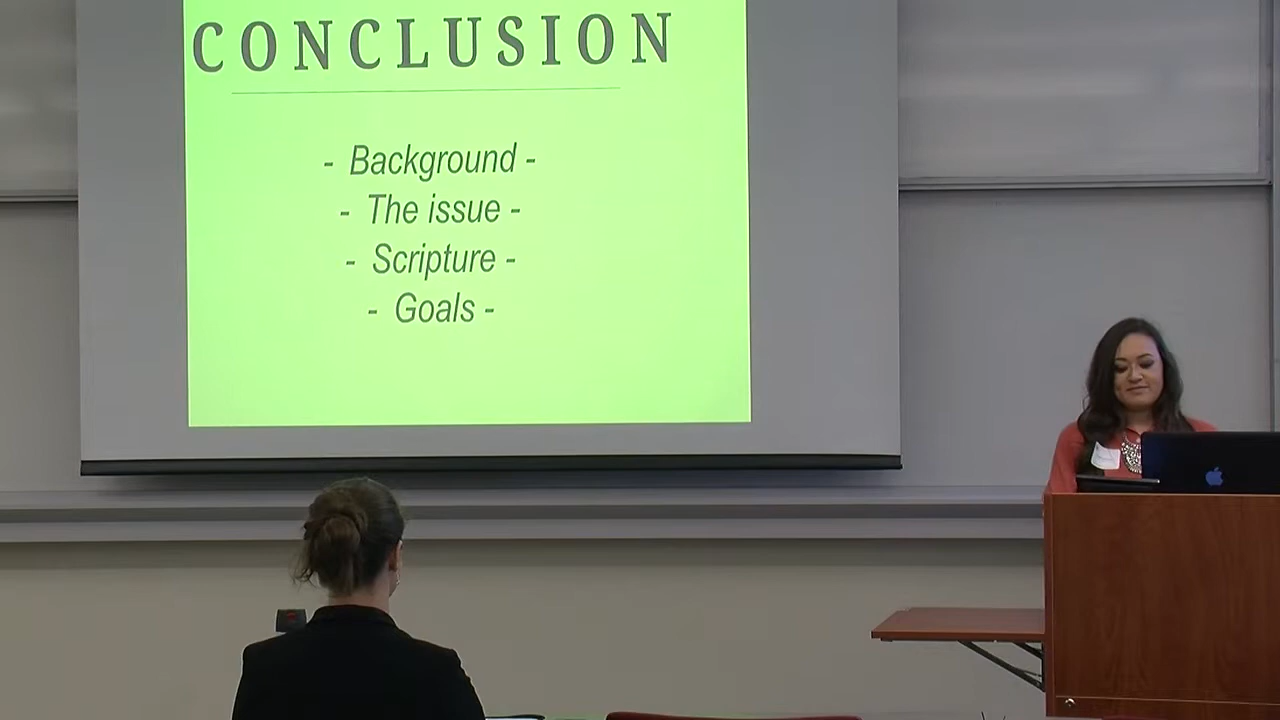 CONCLUSION
- Background -
- The issue -
- Scripture -
- Goals -